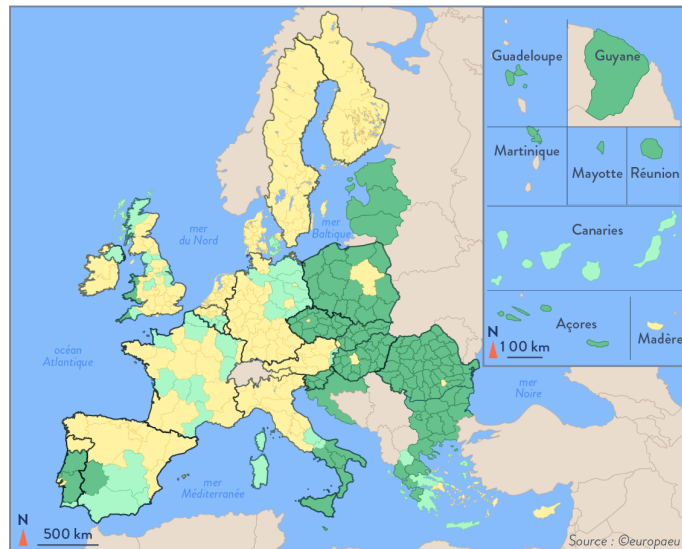 Guadeloupe
Guyane
Martinique
Mayotte
Réunion
Canaries
Açores
Madère
N
100 km
mer
du Nord
mer
Baltique
océan
Atlantique
mer
Noire
mer
Méditerranée
N
500 km
Source : ©europaeu